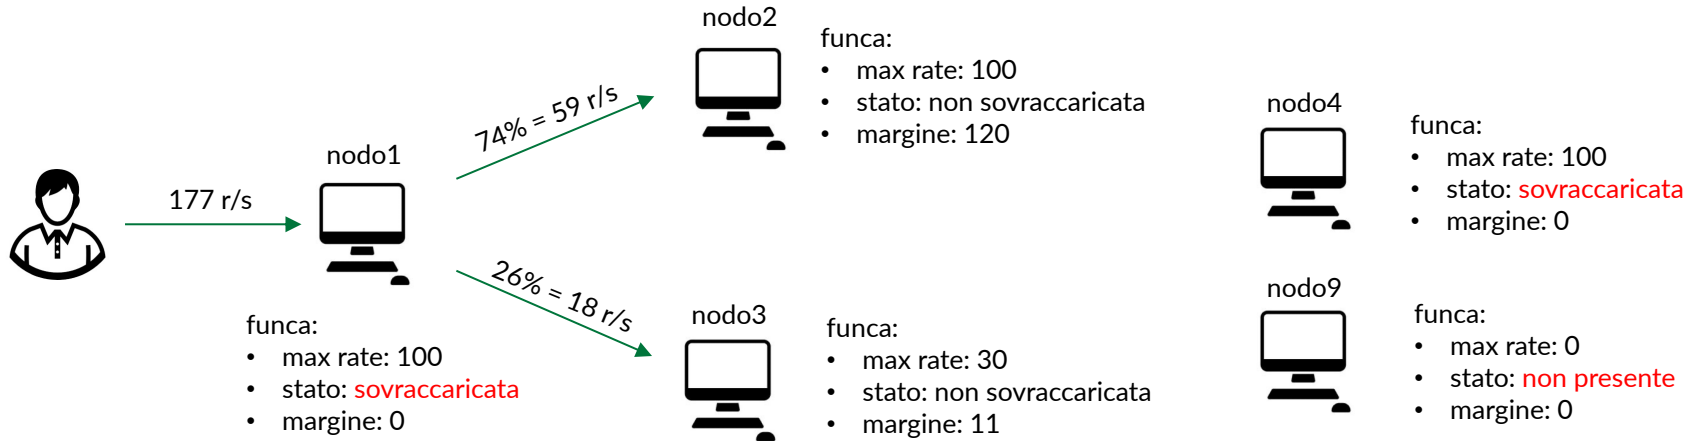 177 r/s
nodo1
funca:
• max rate: 100
• stato: sovraccaricata
• margine: 0
74% = 59 r/s
26% = 18 r/s
nodo2
funca:
• max rate: 100
• stato: non sovraccaricata
• margine: 120
nodo3
funca:
• max rate: 30
• stato: non sovraccaricata
• margine: 11
nodo4
funca:
• max rate: 100
• stato: sovraccaricata
• margine: 0
nodo9
funca:
• max rate: 0
• stato: non presente
• margine: 0